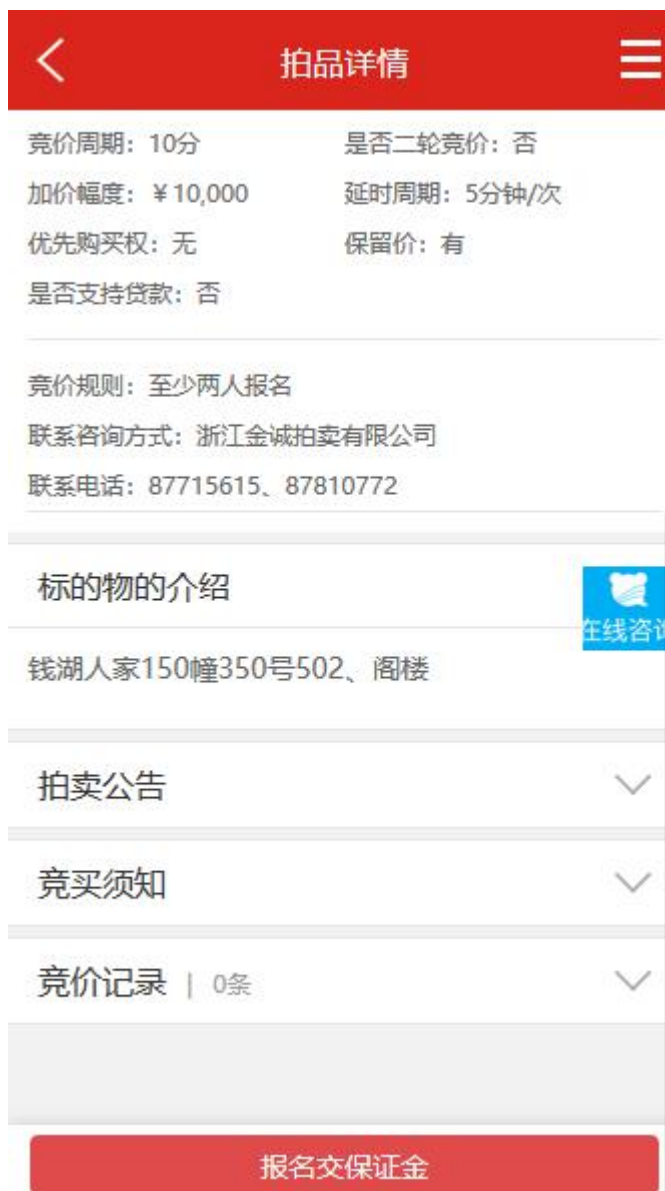 拍品详情
竞价周期：10分 是否二轮竞价：否
加价幅度：￥10,000 延时周期：5分钟/次
优先购买权：无 保留价：有
是否支持贷款：否
竞价规则：至少两人报名
联系咨询方式：浙江金诚拍卖有限公司
联系电话：87715615、87810772
标的物的介绍
在线咨询
钱湖人家150幢350号502、阁楼
拍卖公告
竞买须知
竞价记录 | 0条
报名交保证金